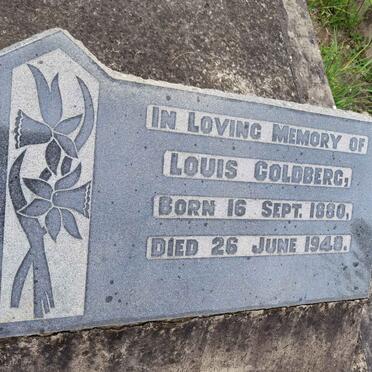 IN LOVING MEMORY OF
LOUIS GOLDBERG,
BORN 16 SEPT. 1880,
DIED 26 JUNE 1948.